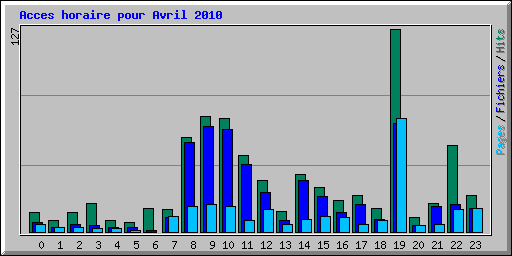 Acces horaire pour Avril 2010
127
Pages / Fichiers / Hits
0 1 2 3 4 5 6 7 8 9 10 11 12 13 14 15 16 17 18 19 20 21 22 23